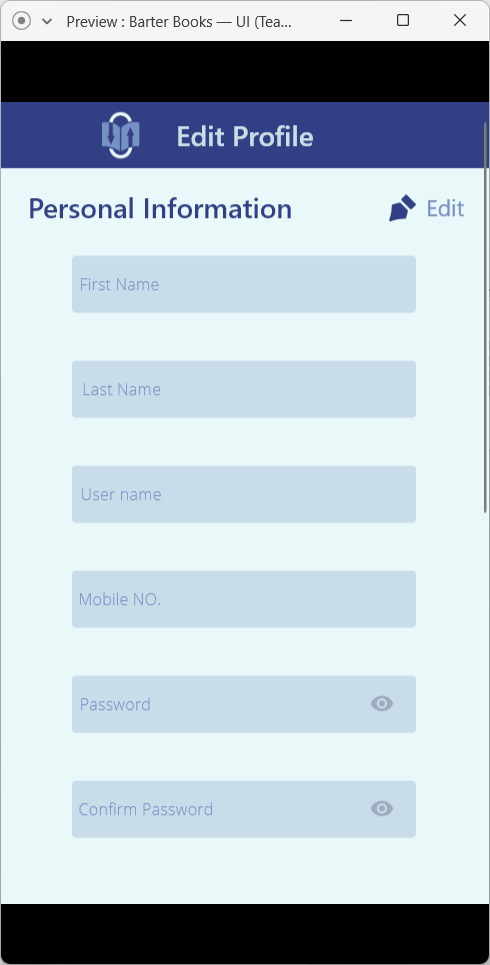 Preview : Barter Books — UI (Tea...
Edit Profile
Personal Information
Edit
First Name
Last Name
User name
Mobile NO.
Password
Confirm Password